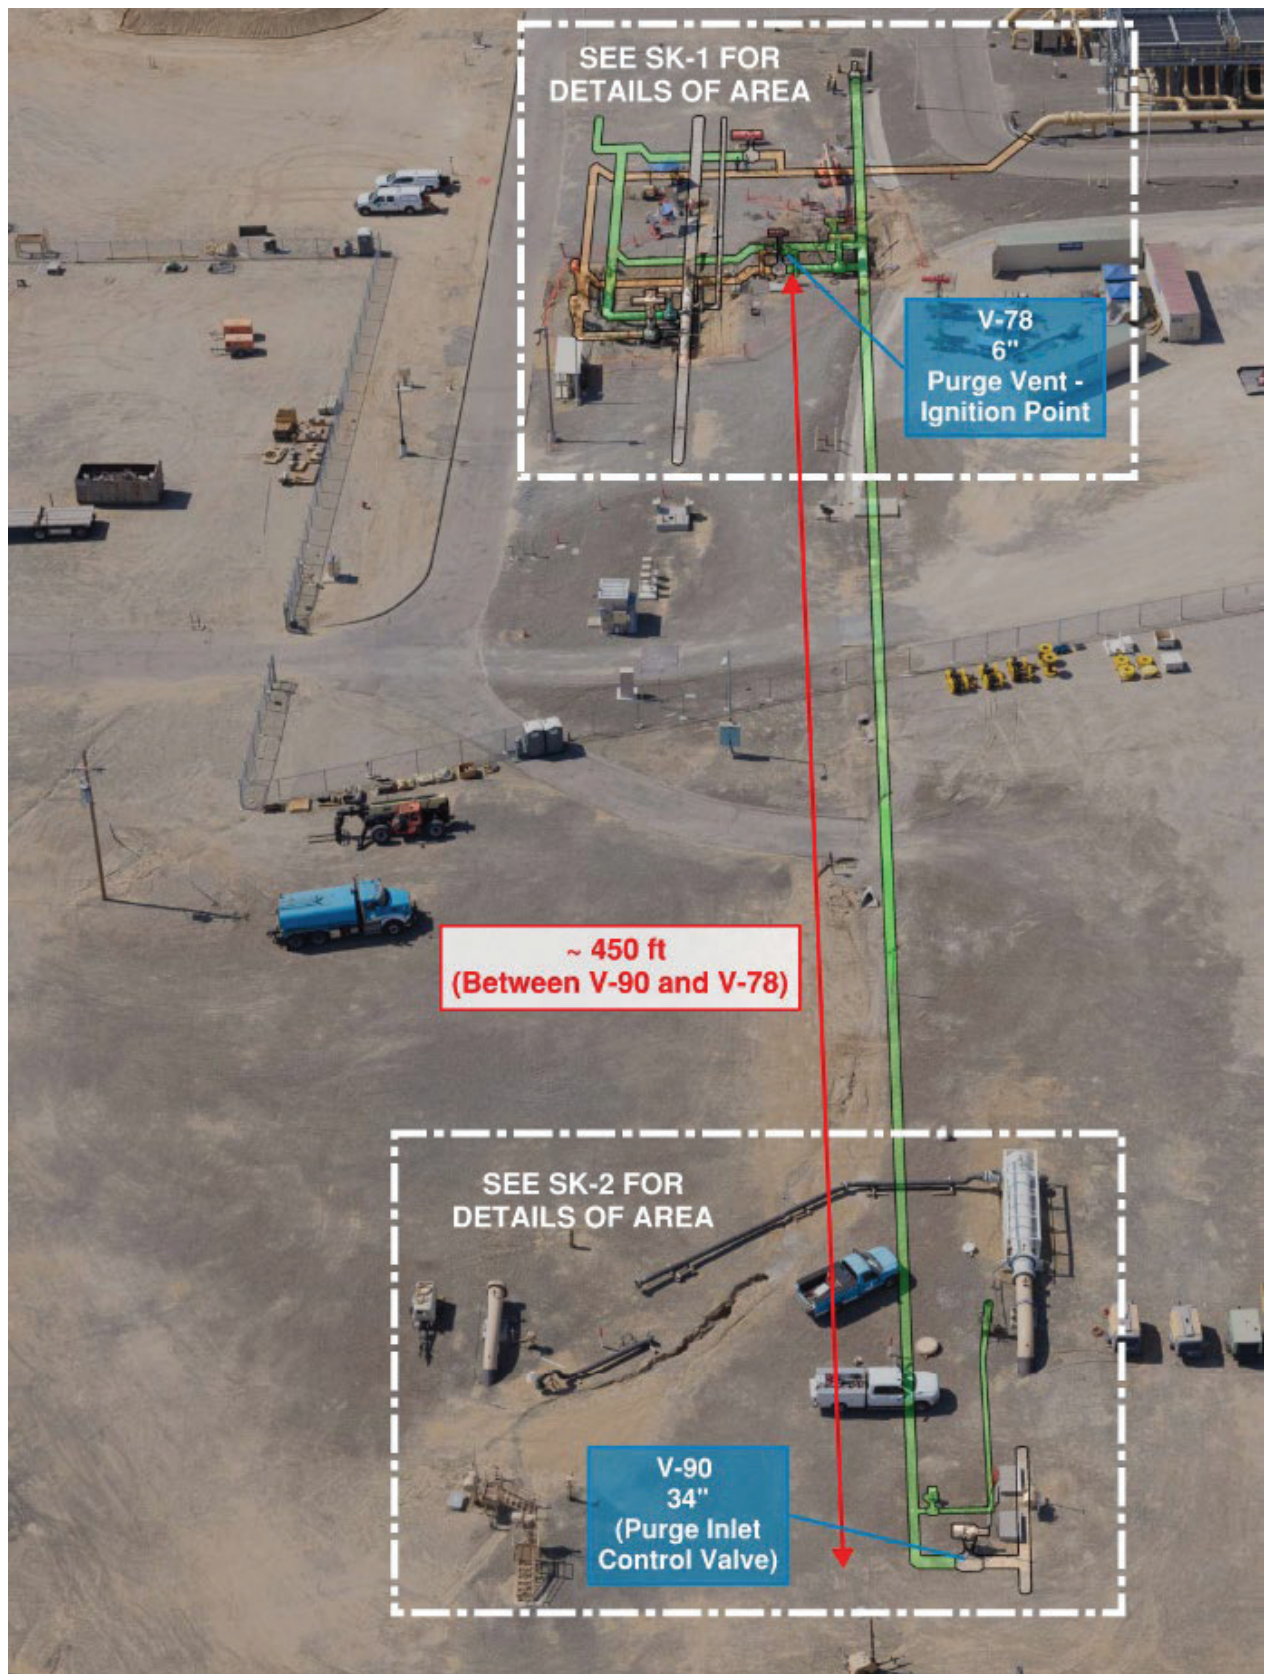 SEE SK-1 FOR
DETAILS OF AREA
V-78
6"
Purge Vent -
Ignition Point
~ 450 ft
(Between V-90 and V-78)
SEE SK-2 FOR
DETAILS OF AREA
V-90
34"
(Purge Inlet
Control Valve)